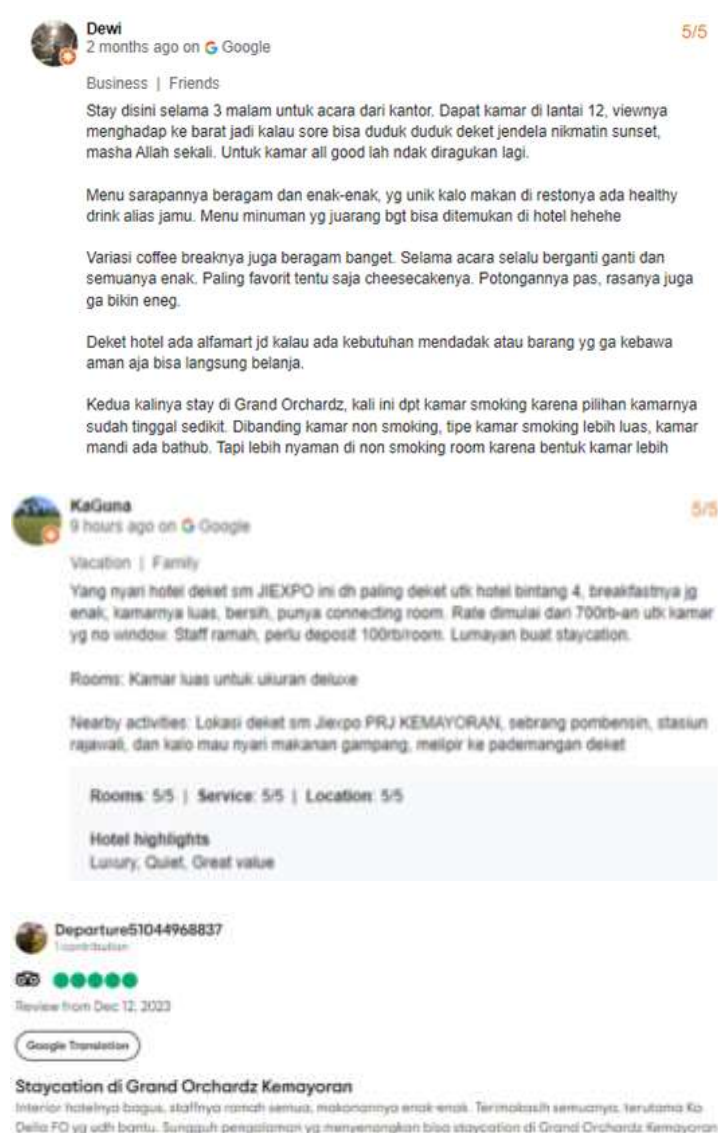 Dewi
5/5
2 months ago on Google
Business | Friends
Stay disini selama 3 malam untuk acara dari kantor. Dapat kamar di lantai 12, viewnya
menghadap ke barat jadi kalau sore bisa duduk duduk deket jendela nikmatin sunset,
masha Allah sekali. Untuk kamar all good lah ndak diragukan lagi.
Menu sarapannya beragam dan enak-enak, yg unik kalo makan di restonya ada healthy
drink alias jamu. Menu minuman yg juarang bgt bisa ditemukan di hotel hehehe
Variasi coffee breaknya juga beragam banget. Selama acara selalu berganti ganti dan
semuanya enak. Paling favorit tentu saja cheesecakenya. Potongannya pas, rasanya juga
ga bikin eneg.
Deket hotel ada alfamart jd kalau ada kebutuhan mendadak atau barang yg ga kebawa
aman aja bisa langsung belanja.
Kedua kalinya stay di Grand Orchardz, kali ini dpt kamar smoking karena pilihan kamarnya
sudah tinggal sedikit. Dibanding kamar non smoking, tipe kamar smoking lebih luas, kamar
mandi ada bathub. Tapi lebih nyaman di non smoking room karena bentuk kamar lebih
KaGuna
5/5
9 hours ago on Google
Vacation | Family
Yang nyari hotel deket sm JIEXPO ini dh paling deket utk hotel bintang 4, breakfastnya jg
enak, kamarnya luas, bersih, punya connecting room. Rate dimulai dari 700rb-an utk kamar
yg no window. Staff ramah, perlu deposit 100rb/room. Lumayan buat staycation.
Rooms: Kamar luas untuk ukuran deluxe
Nearby activities: Lokasi deket sm Jiexpo PRJ KEMAYORAN, sebrang pombensin, stasiun
rajawali, dan kalo mau nyari makanan gampang, melipir ke pademangan deket
Rooms: 5/5 | Service: 5/5 | Location: 5/5
Hotel highlights
Luxury, Quiet, Great value
Departure51044968837
1 contribution
Review from Dec 12, 2023
Google Translation
Staycation di Grand Orchardz Kemayoran
Interior hotelnya bagus, staffnya ramah semua, makanannya enak-enak. Terimakasih semuanya, terutama Ka
Delia FO yg udh bantu. Sungguh pengalaman yg menyenangkan bisa staycation di Grand Orchardz Kemayoran